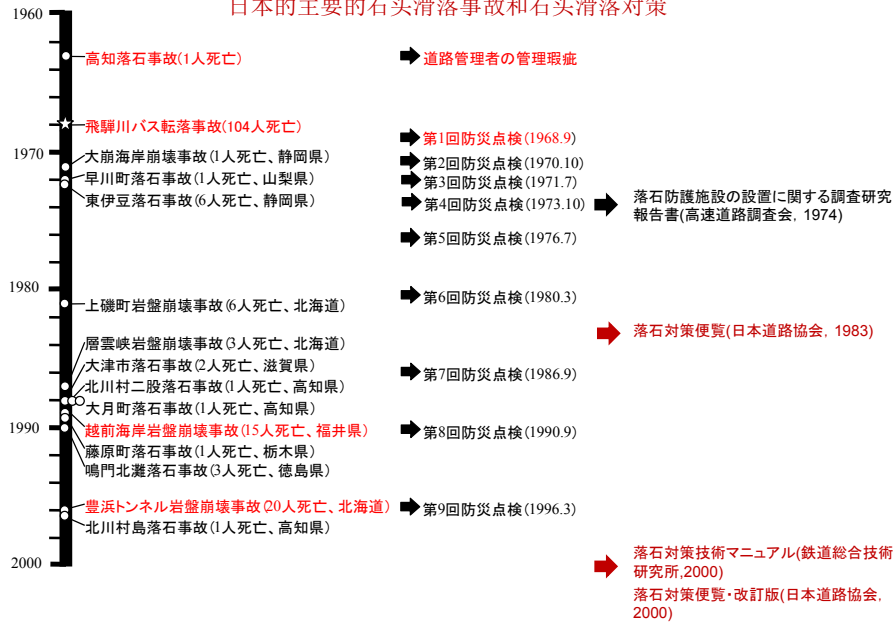 日本的主要的石头滑落事故和石头滑落对策
1960
高知落石事故(1人死亡)
道路管理者の管理瑕疵
飛騨川バス転落事故(104人死亡)
第1回防災点検(1968.9)
1970
大崩海岸崩壊事故(1人死亡、静岡県)
第2回防災点検(1970.10)
早川町落石事故(1人死亡、山梨県)
第3回防災点検(1971.7)
東伊豆落石事故(6人死亡、静岡県)
第4回防災点検(1973.10)
落石防護施設の設置に関する調査研究
報告書(高速道路調査会, 1974)
第5回防災点検(1976.7)
1980
第6回防災点検(1980.3)
上磯町岩盤崩壊事故(6人死亡、北海道)
落石対策便覧(日本道路協会, 1983)
層雲峡岩盤崩壊事故(3人死亡、北海道)
大津市落石事故(2人死亡、滋賀県)
第7回防災点検(1986.9)
北川村二股落石事故(1人死亡、高知県)
大月町落石事故(1人死亡、高知県)
1990
越前海岸岩盤崩壊事故(15人死亡、福井県)
第8回防災点検(1990.9)
藤原町落石事故(1人死亡、栃木県)
鳴門北灘落石事故(3人死亡、徳島県)
豊浜トンネル岩盤崩壊事故(20人死亡、北海道)
第9回防災点検(1996.3)
北川村島落石事故(1人死亡、高知県)
2000
落石対策技術マニュアル(鉄道総合技術
研究所,2000)
落石対策便覧・改訂版(日本道路協会,
2000)